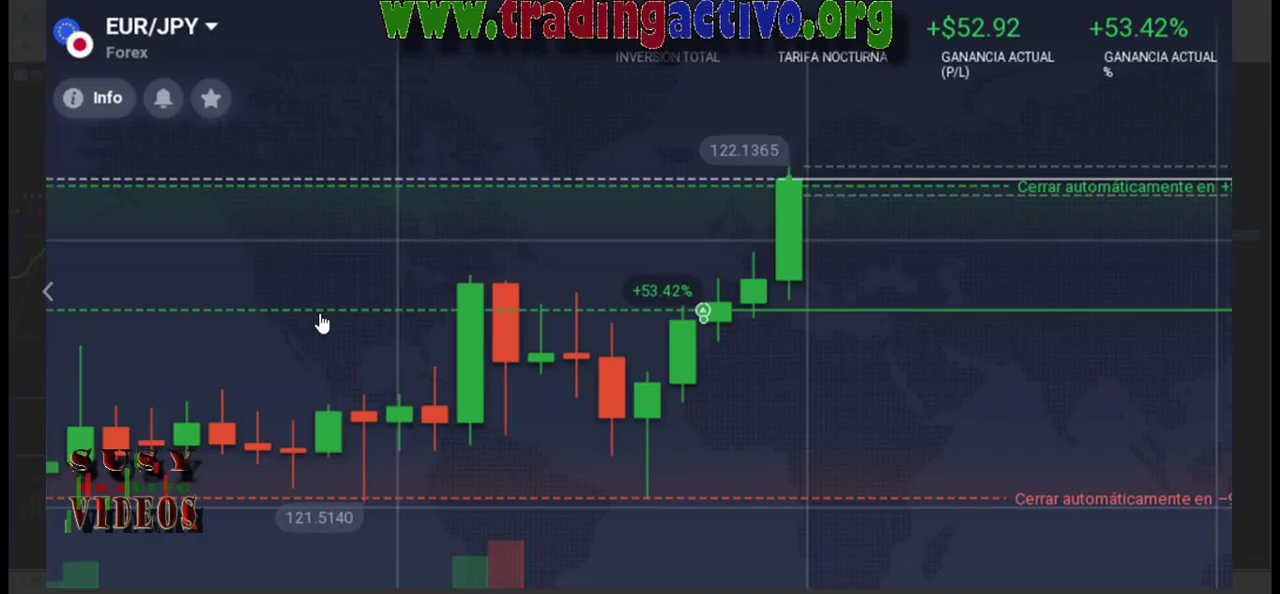 www.tradingactivo.org
EUR/JPY
Forex
+$52.92
+53.42%
INVERSIÓN TOTAL
TARIFA NOCTURNA
GANANCIA ACTUAL
(P/L)
GANANCIA ACTUAL
%
Info
122.1365
Cerrar automáticamente en +
+53.42%
Cerrar automáticamente en −
121.5140
SUSY
VIDEOS